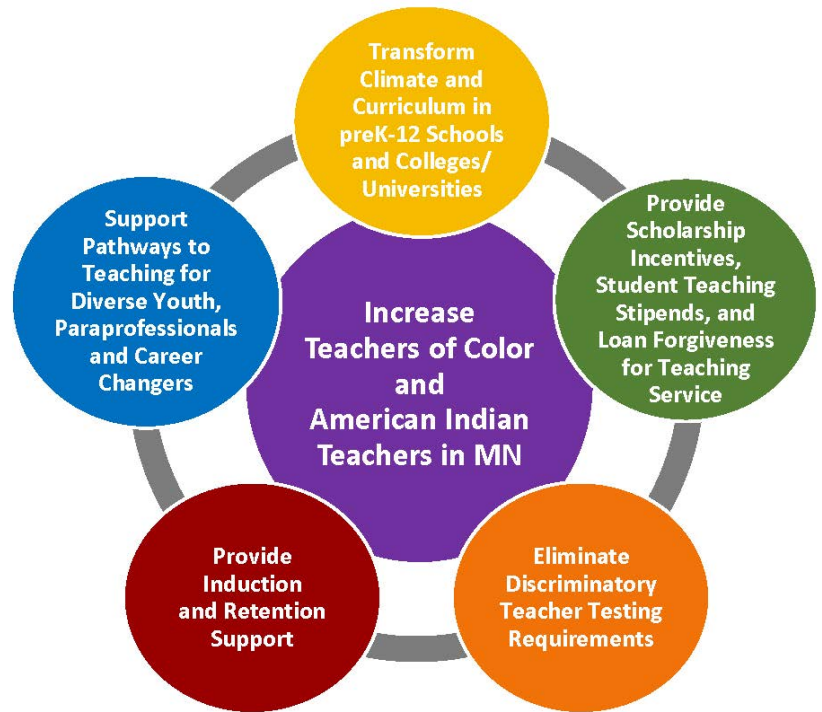 Transform
Climate and
Curriculum in
preK-12 Schools
and Colleges/
Universities
Provide
Scholarship
Incentives,
Student Teaching
Stipends, and
Loan Forgiveness
for Teaching
Service
Eliminate
Discriminatory
Teacher Testing
Requirements
Provide
Induction
and Retention
Support
Support
Pathways to
Teaching for
Diverse Youth,
Paraprofessionals
and Career
Changers
Increase
Teachers of Color
and
American Indian
Teachers in MN